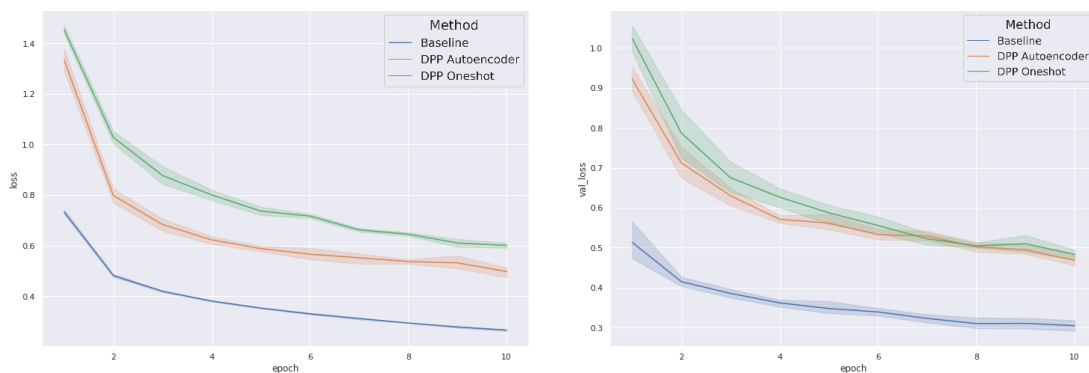 Method
Baseline
DPP Autoencoder
DPP Oneshot
1.4
1.2
1.0
0.8
0.6
0.4
loss
2 4 6 8 10
epoch
Method
Baseline
DPP Autoencoder
DPP Oneshot
1.0
0.9
0.8
0.7
0.6
0.5
0.4
0.3
val_loss
2 4 6 8 10
epoch